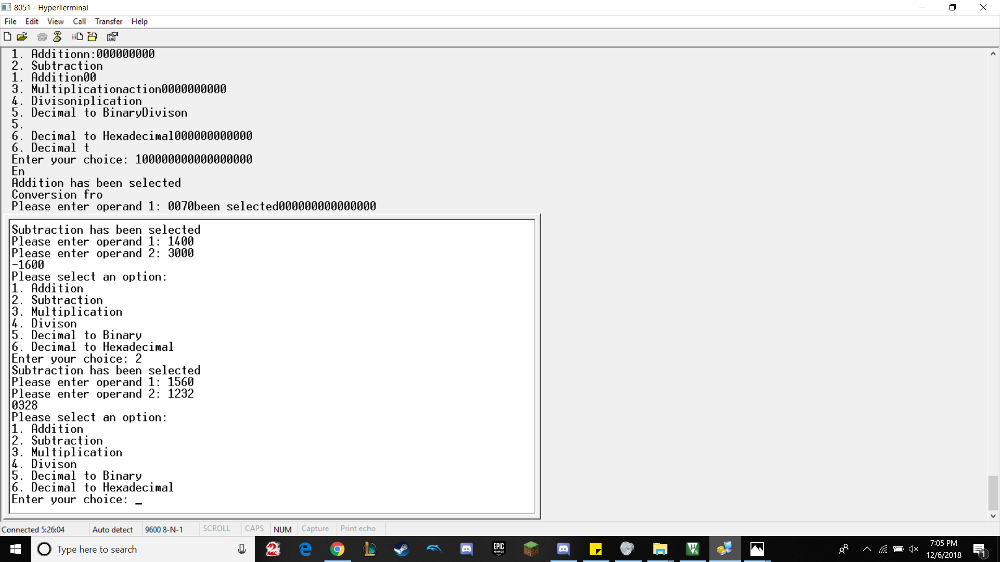 8051 - HyperTerminal
File Edit View Call Transfer Help
1. Additionn:000000000
2. Subtraction
1. Addition00
3. Multiplicationaction0000000000
4. Divisoniplication
5. Decimal to BinaryDivison
5.
6. Decimal to Hexadecimal000000000000
6. Decimal t
Enter your choice: 100000000000000000
En
Addition has been selected
Conversion fro
Please enter operand 1: 0070been selected000000000000000
Subtraction has been selected
Please enter operand 1: 1400
Please enter operand 2: 3000
-1600
Please select an option:
1. Addition
2. Subtraction
3. Multiplication
4. Divison
5. Decimal to Binary
6. Decimal to Hexadecimal
Enter your choice: 2
Subtraction has been selected
Please enter operand 1: 1560
Please enter operand 2: 1232
0328
Please select an option:
1. Addition
2. Subtraction
3. Multiplication
4. Divison
5. Decimal to Binary
6. Decimal to Hexadecimal
Enter your choice: _
Connected 5:26:04 Auto detect 9600 8-N-1 SCROLL CAPS NUM Capture Print echo
Type here to search
EPIC GAMES
7:05 PM
12/6/2018
1